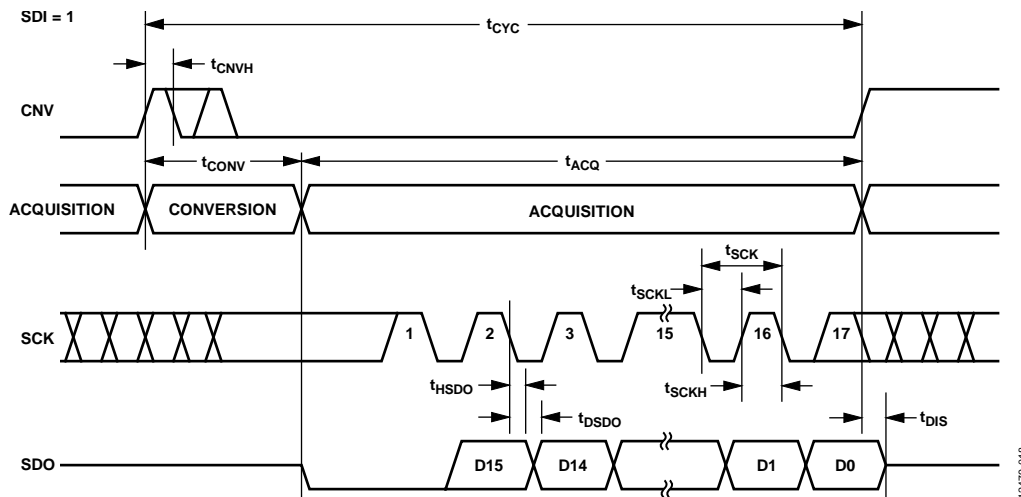 SDI = 1
tCYC
tCNVH
CNV
tCONV
tACQ
ACQUISITION
CONVERSION
ACQUISITION
tSCK
tSCKL
SCK
1
2
3
15
16
17
tHSDO
tSCKH
tDSDO
tDIS
SDO
D15
D14
D1
D0